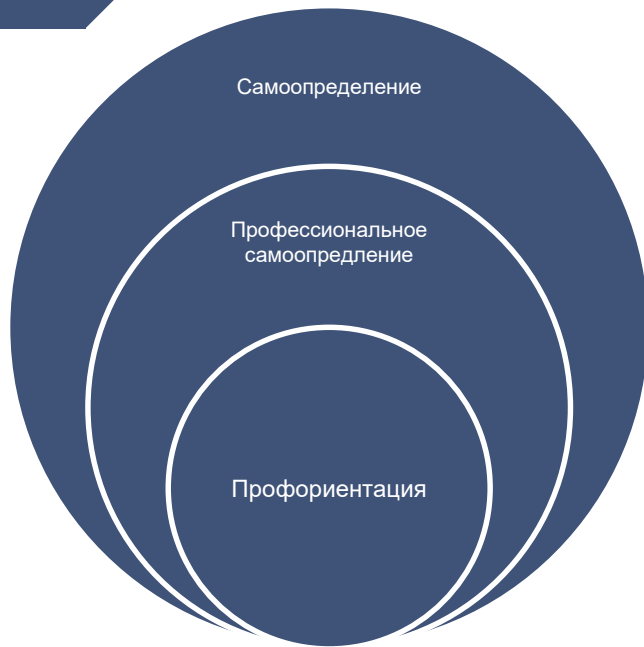 Самоопределение
Профессиональное
самоопредление
Профориентация